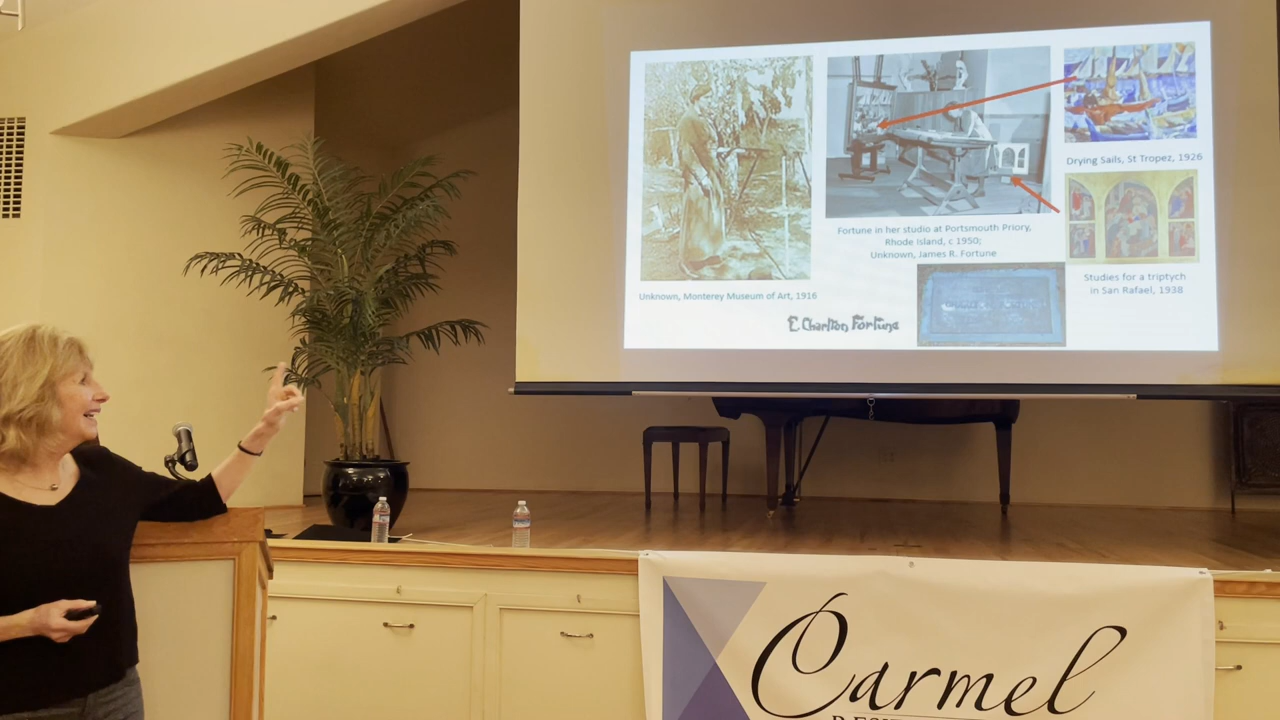 Unknown, Monterey Museum of Art, 1916
Fortune in her studio at Portsmouth Priory,
Rhode Island, c 1950;
Unknown, James R. Fortune
Drying Sails, St Tropez, 1926
Studies for a triptych
in San Rafael, 1938
E. Charlton Fortune
Carmel